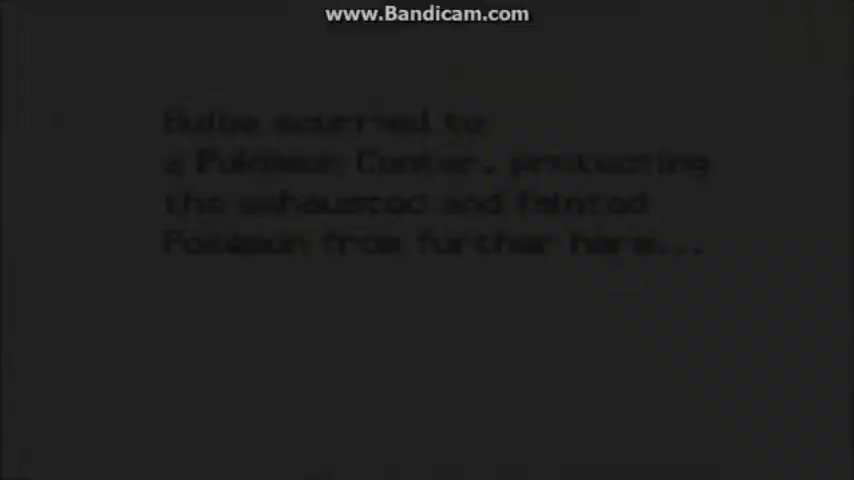 www.Bandicam.com
scurried to
a Pokémon Center, protecting
the exhausted and fainted
Pokémon from further harm...